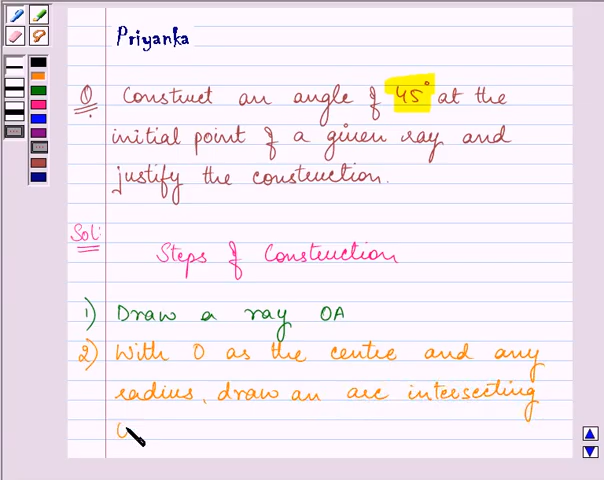 Priyanka
Q Construct an angle of 45° at the
initial point of a given ray and
justify the construction.
Sol:
Steps of Construction
1) Draw a ray OA
2) With O as the centre and any
radius, draw an arc intersecting